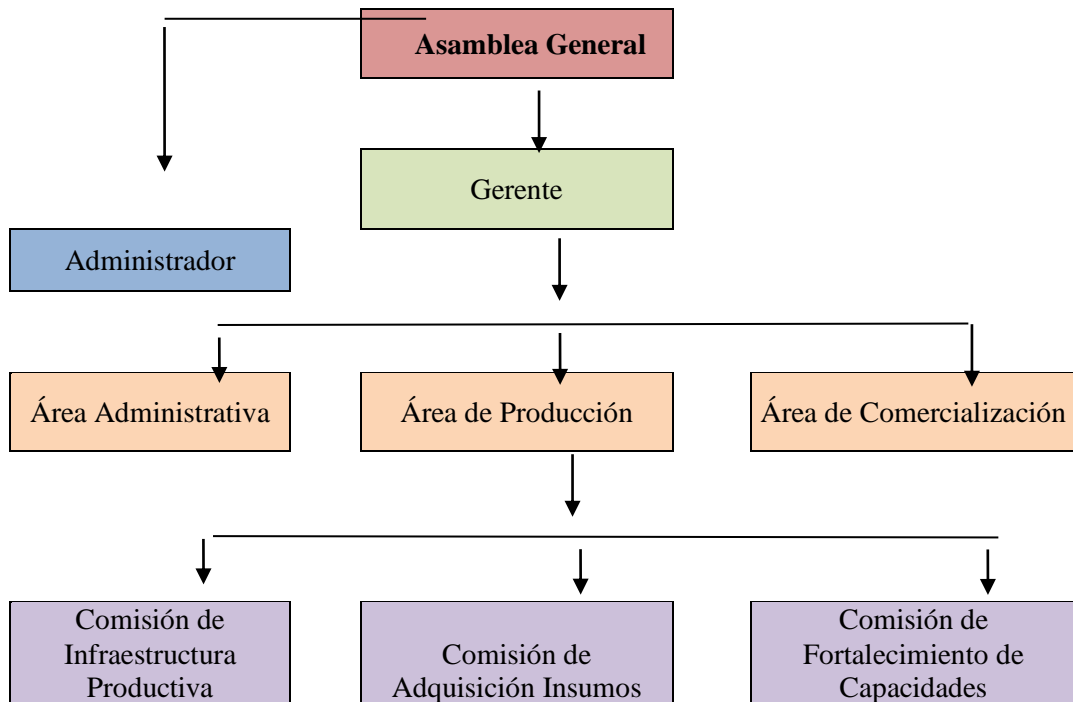 Asamblea General
Gerente
Administrador
Área Administrativa
Área de Producción
Área de Comercialización
Comisión de
Infraestructura
Productiva
Comisión de
Adquisición Insumos
Comisión de
Fortalecimiento de
Capacidades